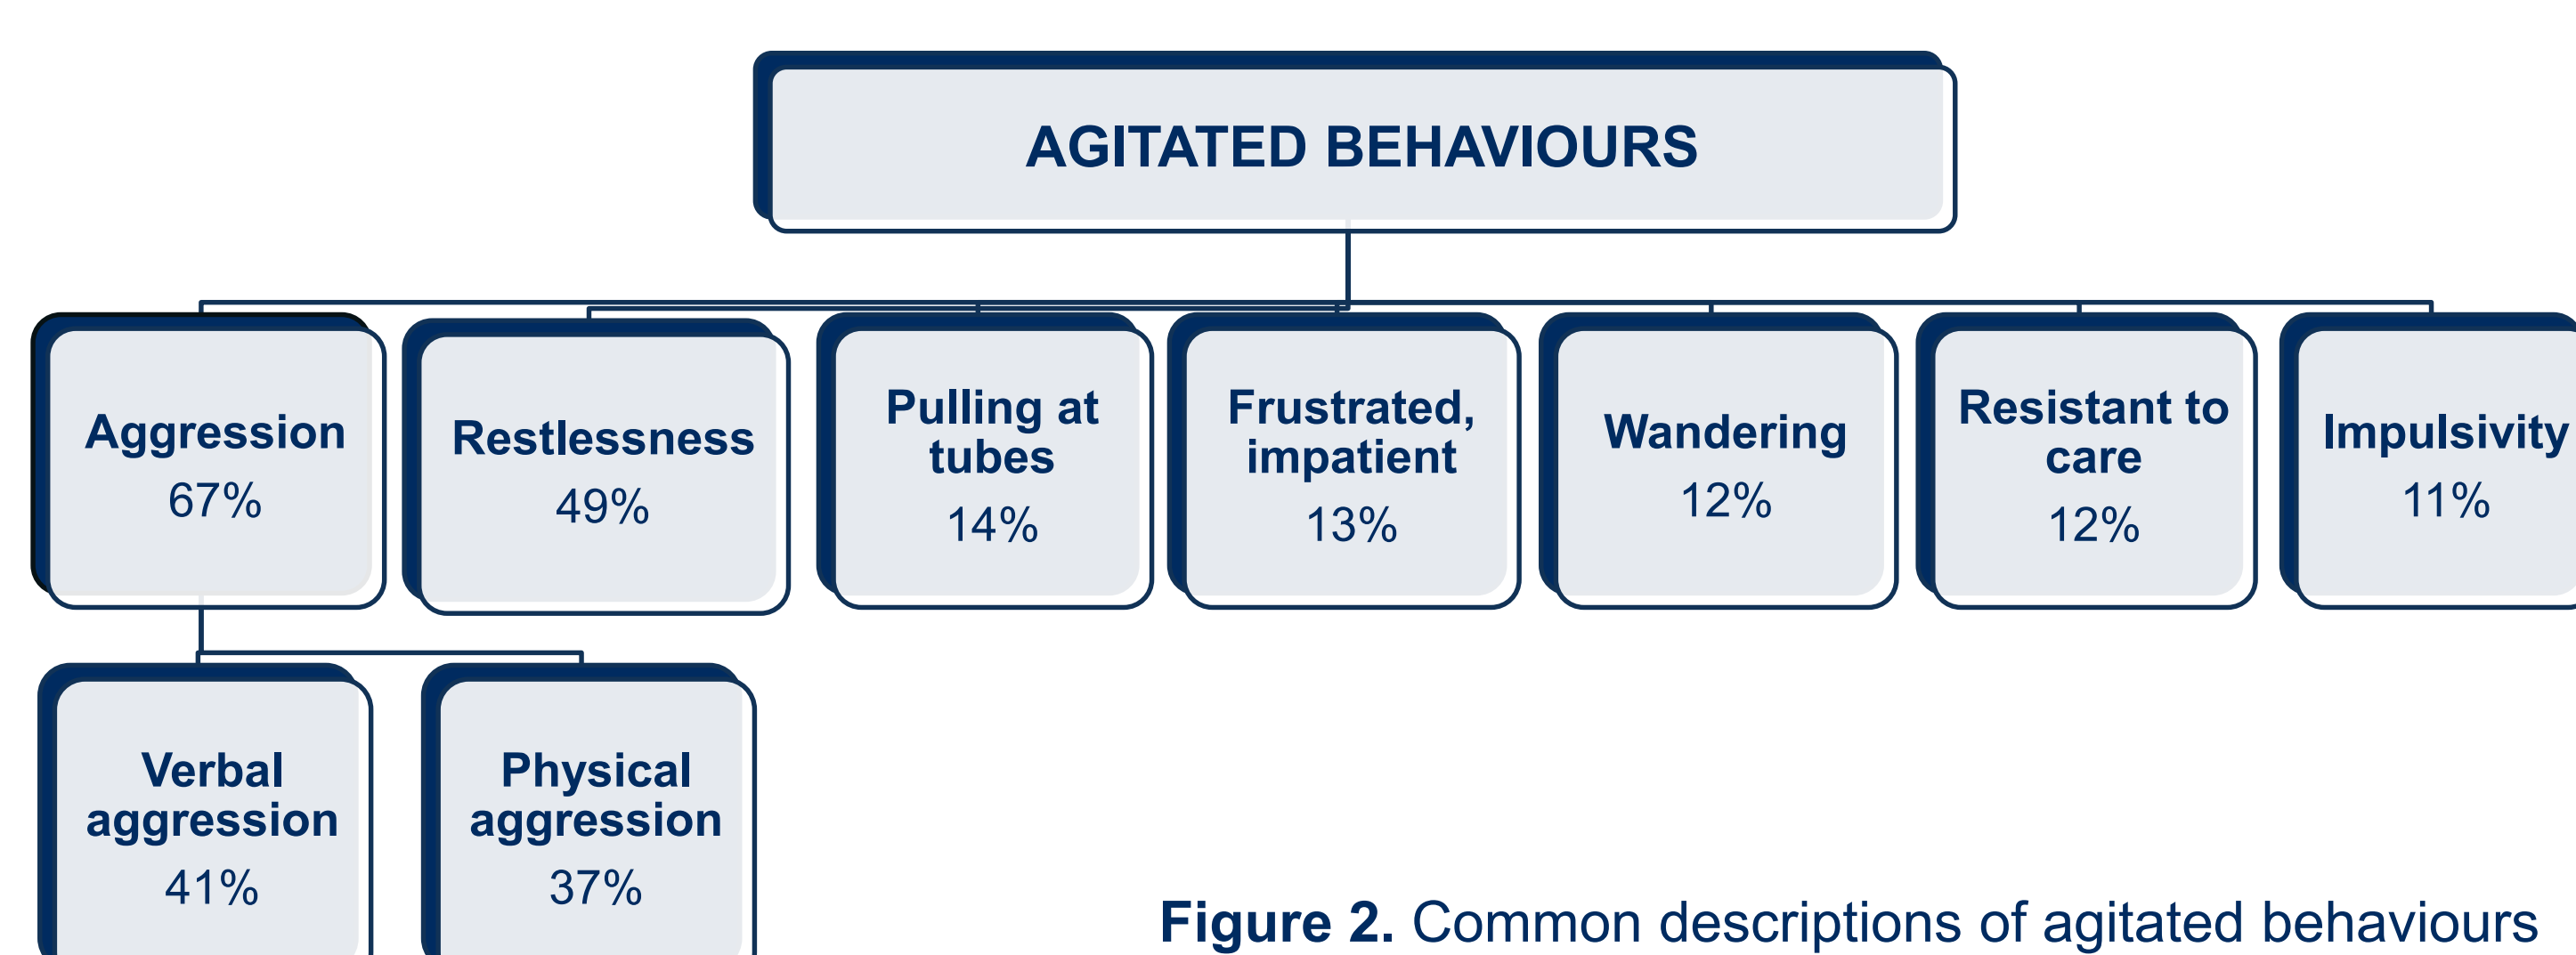 AGITATED BEHAVIOURS
Aggression
67%
Restlessness
49%
Pulling at
tubes
14%
Frustrated,
impatient
13%
Wandering
12%
Resistant to
care
12%
Impulsivity
11%
Verbal
aggression
41%
Physical
aggression
37%
Figure 2. Common descriptions of agitated behaviours